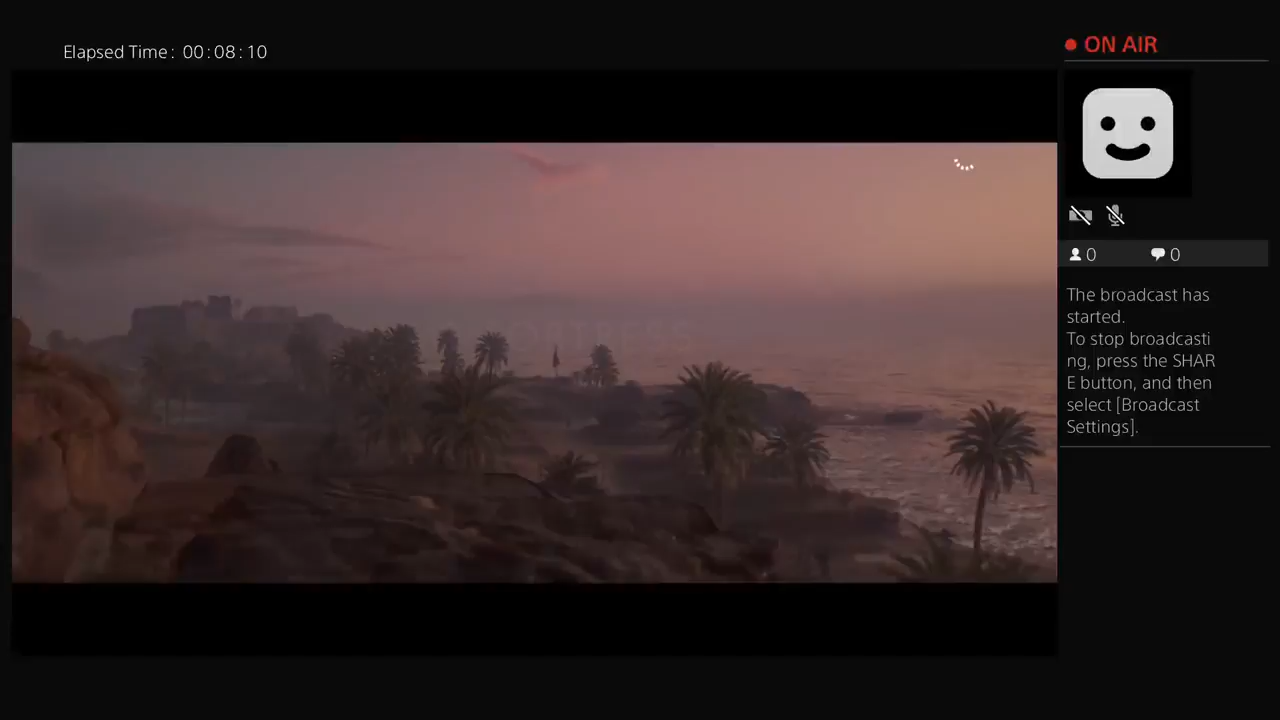 Elapsed Time: 00:08:10
ON AIR
0
0
The broadcast has
started.
To stop broadcasti
ng, press the SHAR
E button, and then
select [Broadcast
Settings].